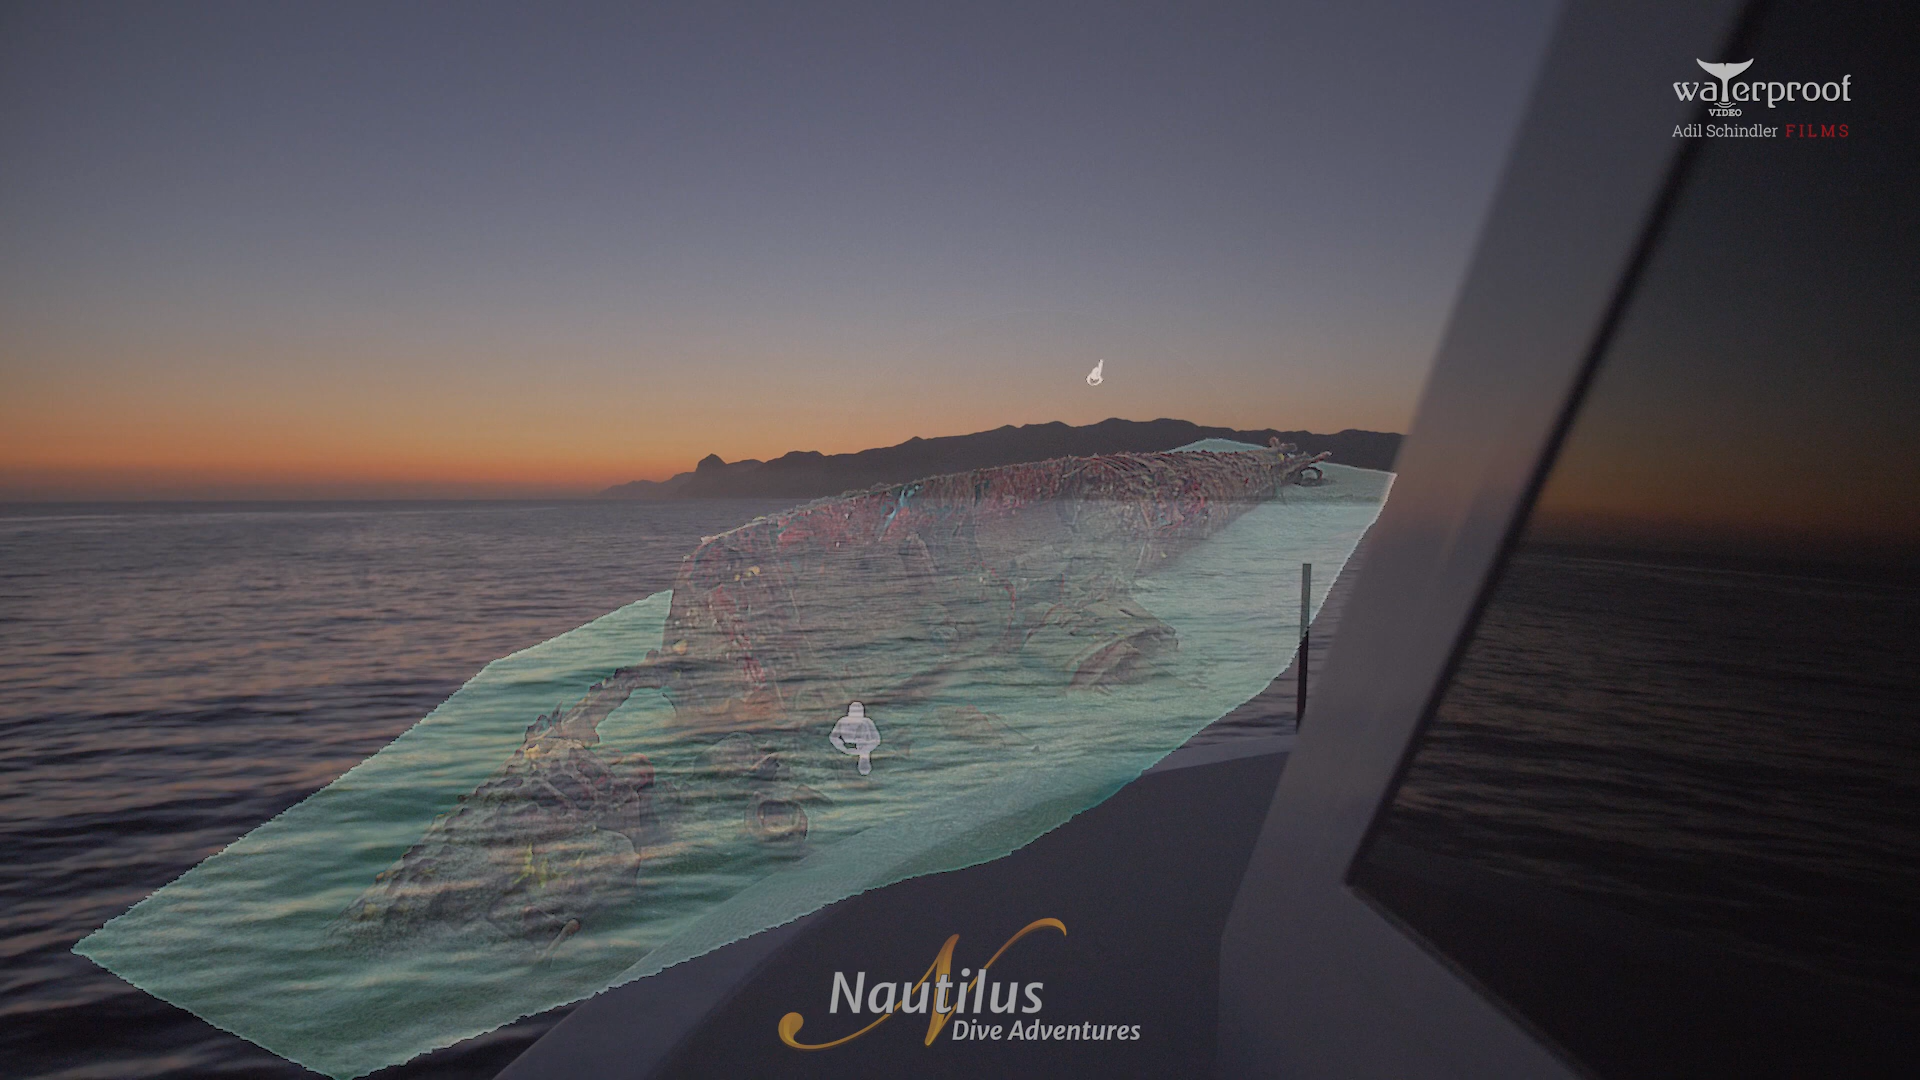 waterproof
VIDEO
Adil Schindler FILMS
Nautilus
Dive Adventures